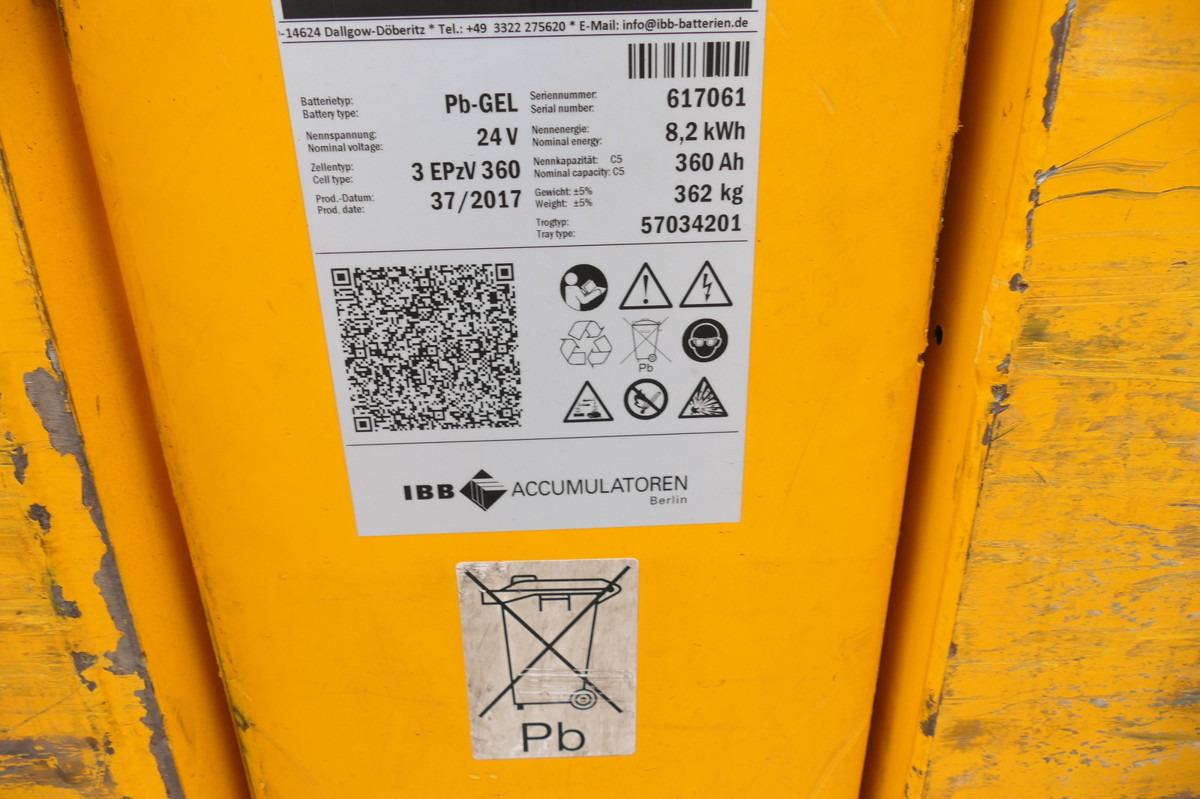 -14624 Dallgow-Döberitz * Tel.: +49 3322 275620 * E-Mail: info@ibb-batterien.de
Batterietyp: Pb-GEL Seriennummer: 617061
Battery type: Serial number:
Nennspannung: 24 V Nennenergie: 8,2 kWh
Nominal voltage: Nominal energy:
Zellentyp: 3 EPzV 360 Nennkapazität: C5 360 Ah
Cell type: Nominal capacity: C5
Prod.-Datum: 37/2017 Gewicht: ±5% 362 kg
Prod. date: Weight: ±5%
Trogtyp: 57034201
Tray type:
Pb
IBB ACCUMULATOREN
Berlin
Pb